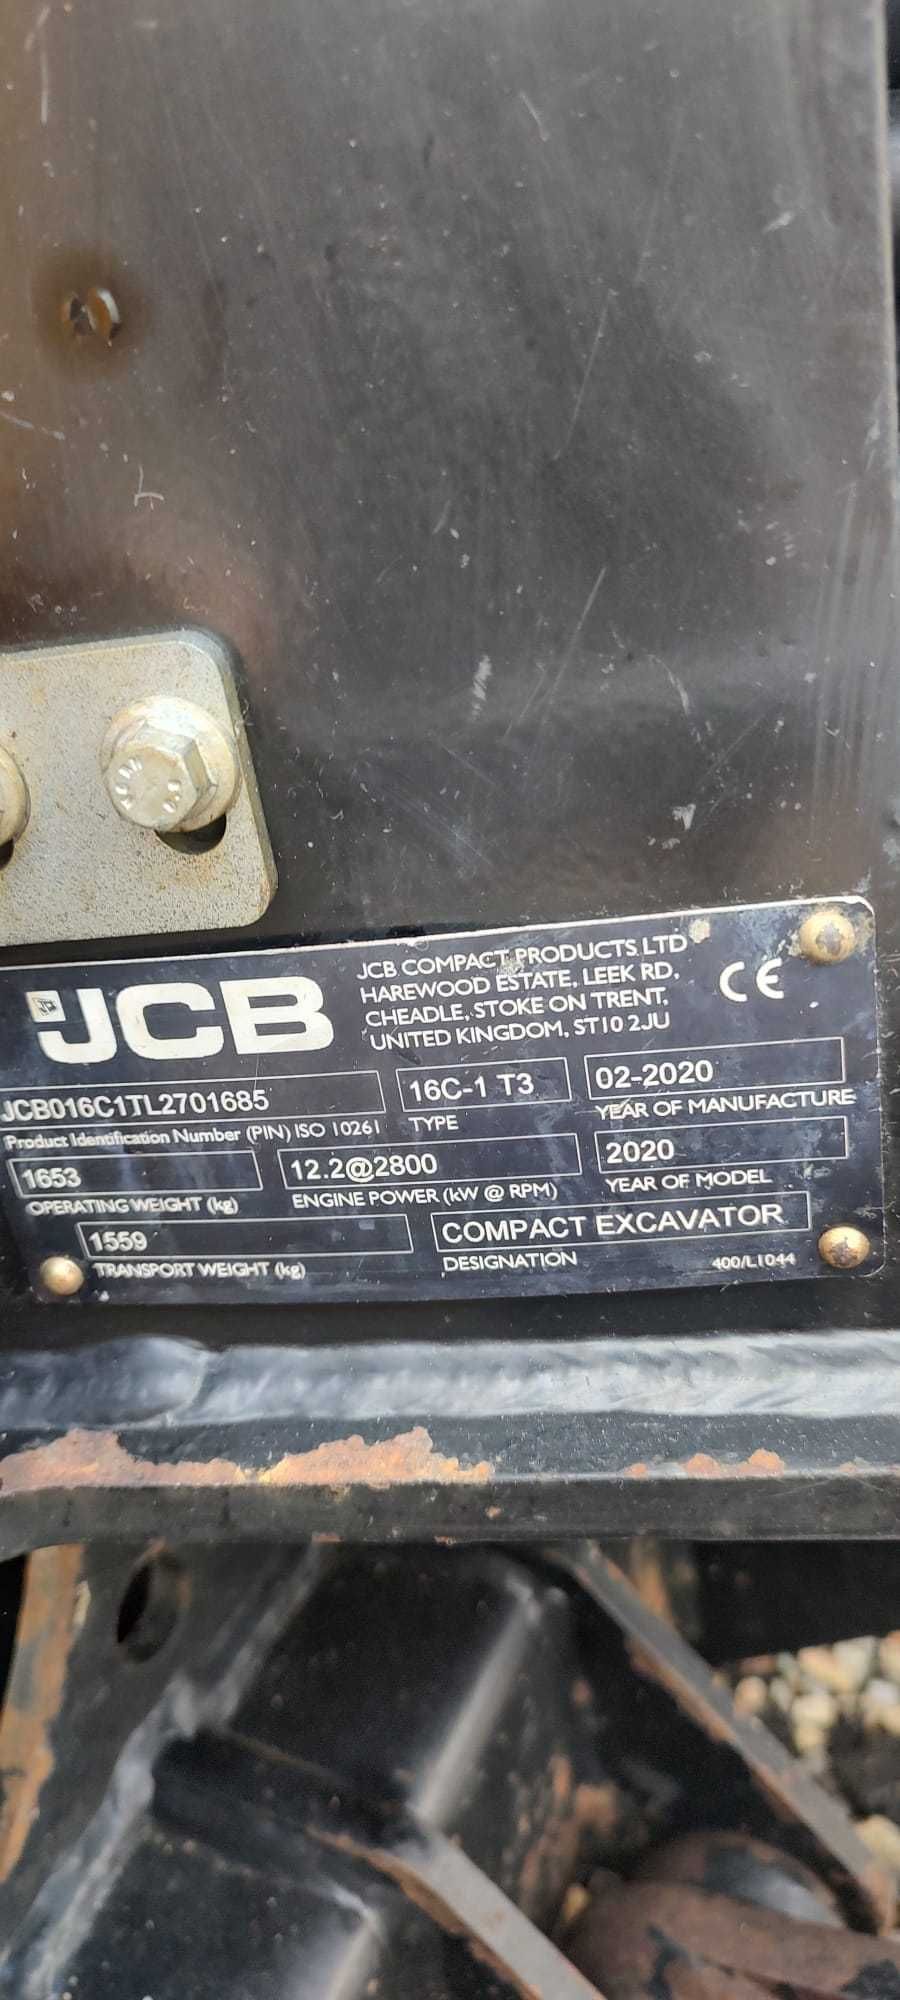 JCB
JCB COMPACT PRODUCTS LTD
HAREWOOD ESTATE, LEEK RD,
CHEADLE, STOKE ON TRENT,
UNITED KINGDOM, ST10 2JU
CE
JCB016C1TL2701685
Product Identification Number (PIN) ISO 10261
16C-1 T3
TYPE
02-2020
YEAR OF MANUFACTURE
1653
OPERATING WEIGHT (kg)
12.2@2800
ENGINE POWER (kW @ RPM)
2020
YEAR OF MODEL
1559
TRANSPORT WEIGHT (kg)
COMPACT EXCAVATOR
DESIGNATION
400/L1044